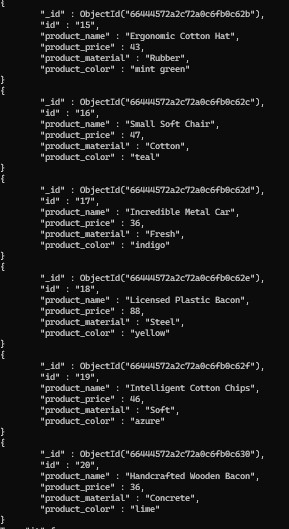 {
"_id" : ObjectId("66444572a2c72a0c6fb0c62b"),
"id" : "15",
"product_name" : "Ergonomic Cotton Hat",
"product_price" : 43,
"product_material" : "Rubber",
"product_color" : "mint green"
}
{
"_id" : ObjectId("66444572a2c72a0c6fb0c62c"),
"id" : "16",
"product_name" : "Small Soft Chair",
"product_price" : 47,
"product_material" : "Cotton",
"product_color" : "teal"
}
{
"_id" : ObjectId("66444572a2c72a0c6fb0c62d"),
"id" : "17",
"product_name" : "Incredible Metal Car",
"product_price" : 36,
"product_material" : "Fresh",
"product_color" : "indigo"
}
{
"_id" : ObjectId("66444572a2c72a0c6fb0c62e"),
"id" : "18",
"product_name" : "Licensed Plastic Bacon",
"product_price" : 88,
"product_material" : "Steel",
"product_color" : "yellow"
}
{
"_id" : ObjectId("66444572a2c72a0c6fb0c62f"),
"id" : "19",
"product_name" : "Intelligent Cotton Chips",
"product_price" : 46,
"product_material" : "Soft",
"product_color" : "azure"
}
{
"_id" : ObjectId("66444572a2c72a0c6fb0c630"),
"id" : "20",
"product_name" : "Handcrafted Wooden Bacon",
"product_price" : 36,
"product_material" : "Concrete",
"product_color" : "lime"
}